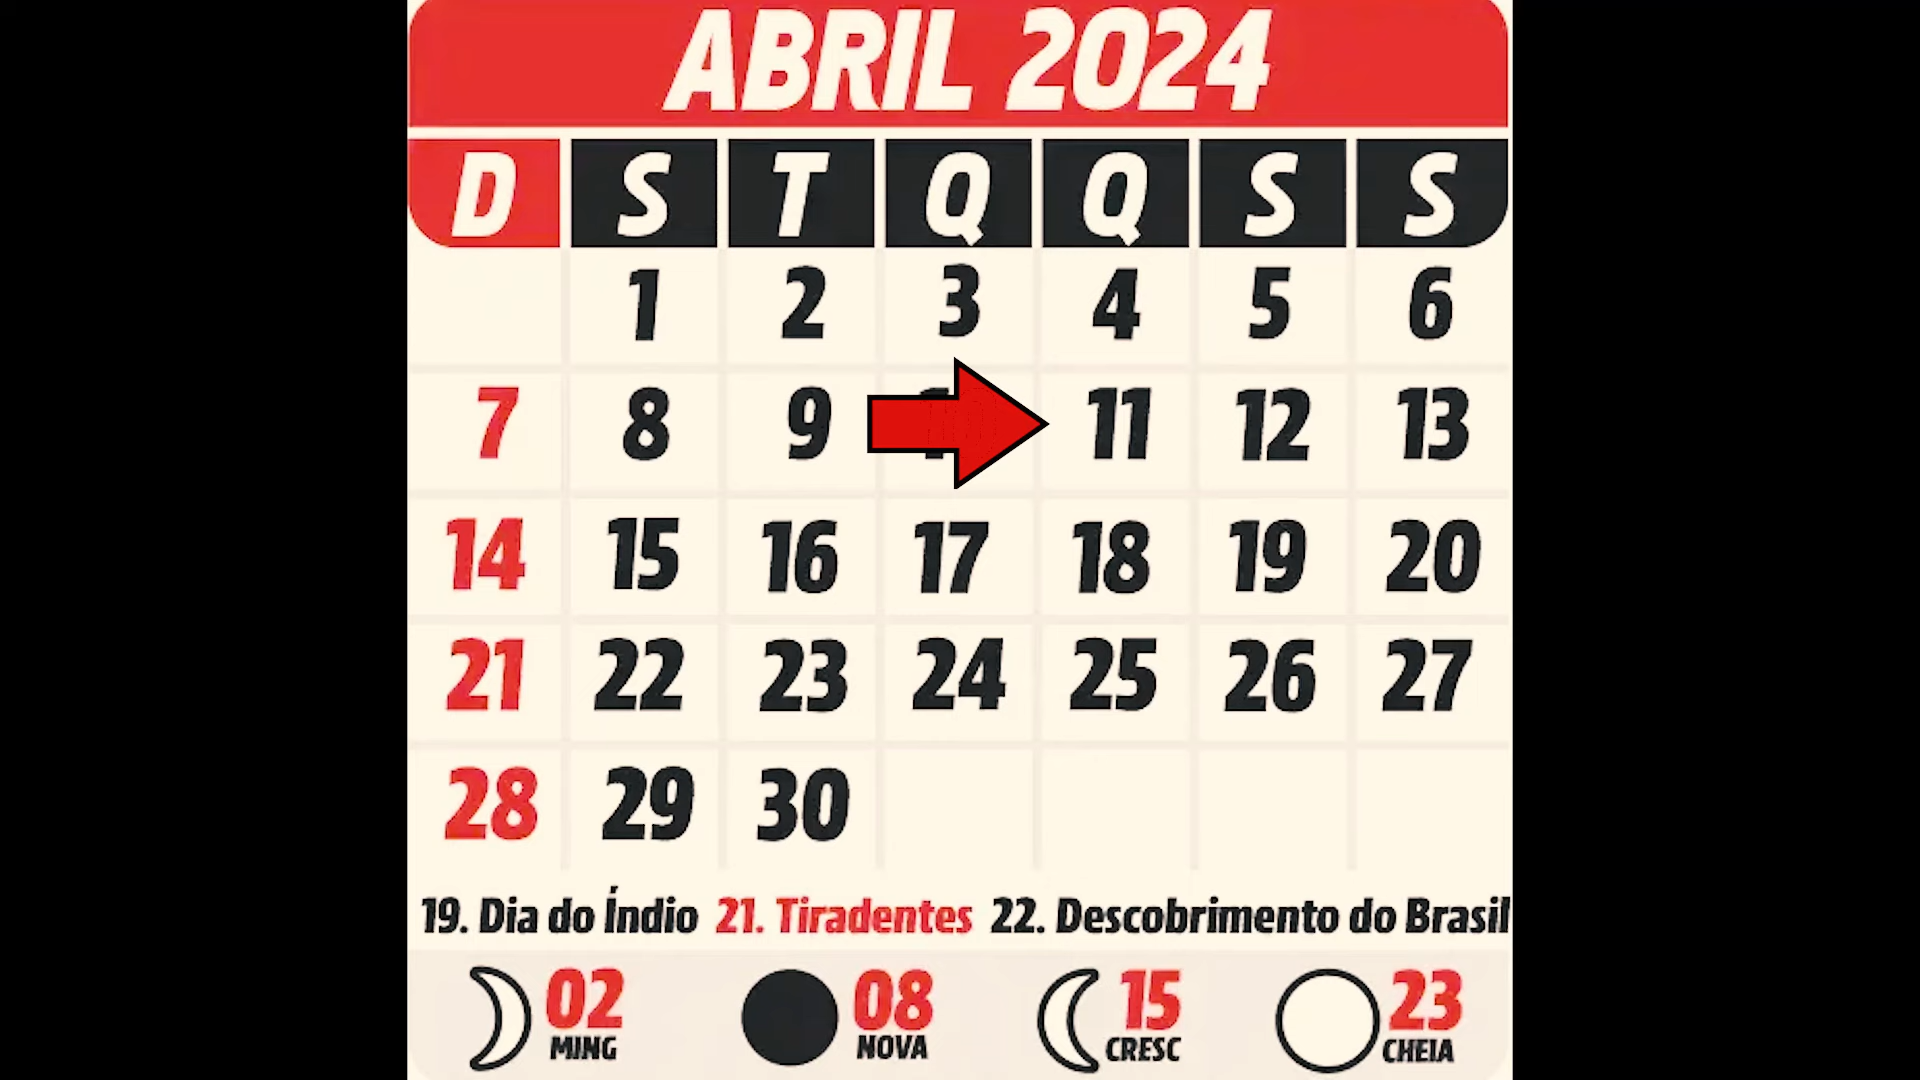 ABRIL 2024
D S T Q Q S S
1 2 3 4 5 6
7 8 9 11 12 13
14 15 16 17 18 19 20
21 22 23 24 25 26 27
28 29 30
19. Dia do Índio 21. Tiradentes 22. Descobrimento do Brasil
02 08 15 23
MING NOVA CRESC CHEIA